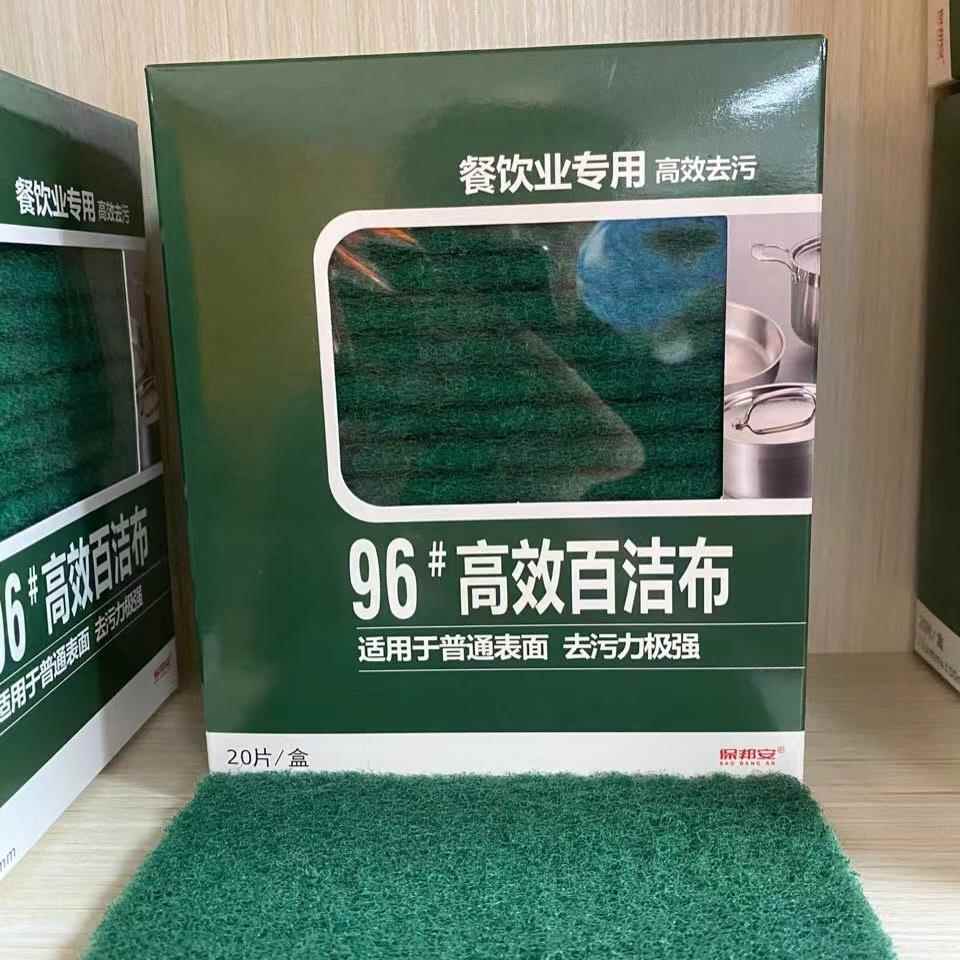 餐饮业专用 高效去污
96#高效百洁布
适用于普通表面 去污力极强
20片/盒
保邦安®
BAO BANG AN
餐饮业专用 高效去污
6#高效百洁布
适用于普通表面 去污力极强
mm